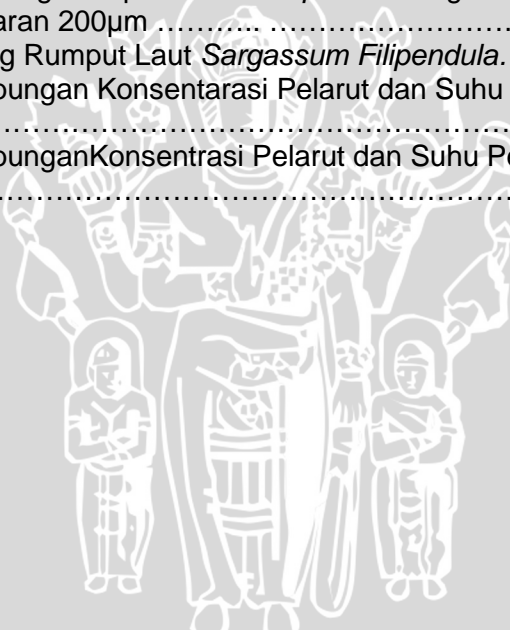 aran 200μm ……….. ……………………
g Rumput Laut Sargassum Filipendula.
bungan Konsentarasi Pelarut dan Suhu
……………………………………………
bunganKonsentrasi Pelarut dan Suhu Pe
……………………………………………